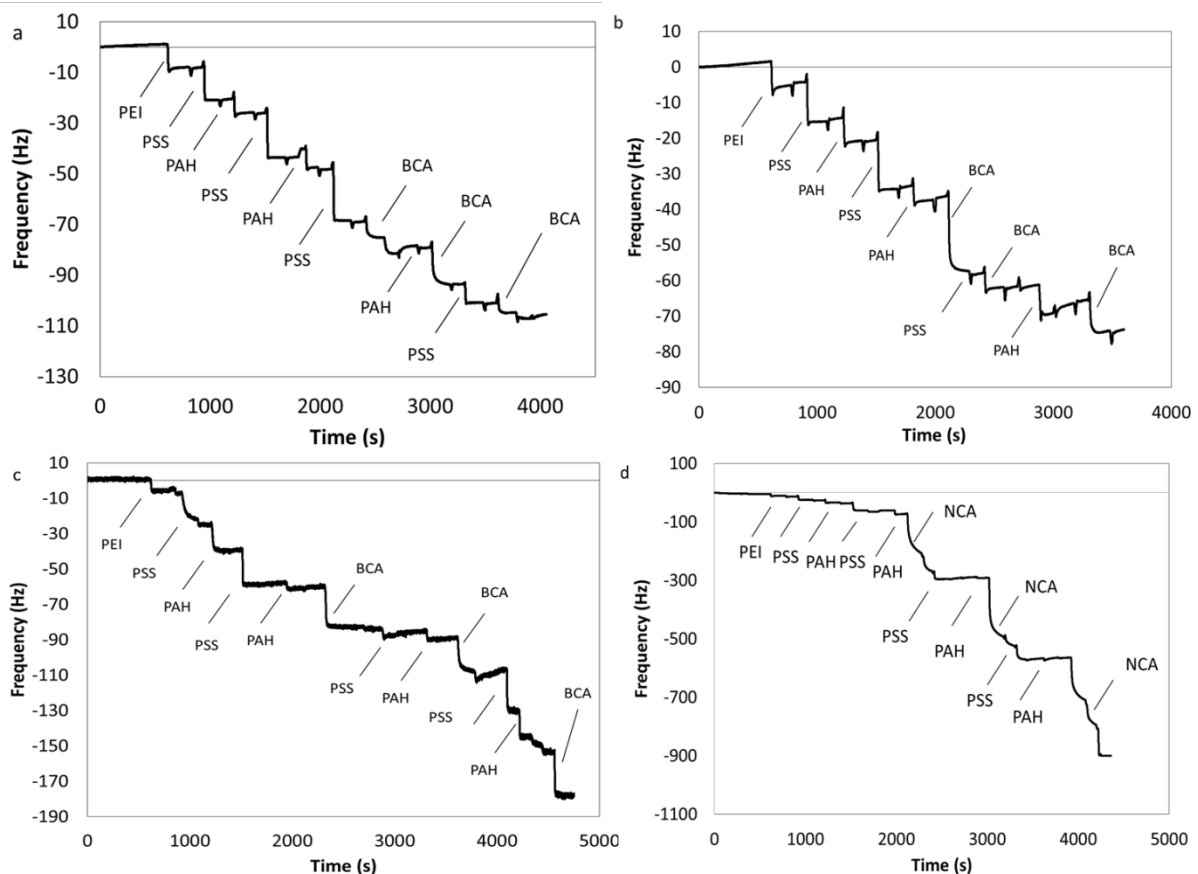 a
Frequency (Hz)
10
-10
-30
-50
-70
-90
-110
-130
PEI
PSS
PAH
PSS
PAH
PSS
BCA
PAH
BCA
PSS
BCA
0
1000
2000
3000
4000
Time (s)
b
Frequency (Hz)
10
0
-10
-20
-30
-40
-50
-60
-70
-80
-90
PEI
PSS
PAH
PSS
PAH
BCA
PSS
BCA
PAH
BCA
0
1000
2000
3000
4000
Time (s)
c
Frequency (Hz)
10
-10
-30
-50
-70
-90
-110
-130
-150
-170
-190
PEI
PSS
PAH
PSS
PAH
BCA
PSS
PAH
BCA
PSS
PAH
BCA
0
1000
2000
3000
4000
5000
Time (s)
d
Frequency (Hz)
100
-100
-300
-500
-700
-900
-1100
PEI
PSS
PAH
PSS
PAH
NCA
PSS
PAH
NCA
PSS
PAH
NCA
0
1000
2000
3000
4000
5000
Time (s)